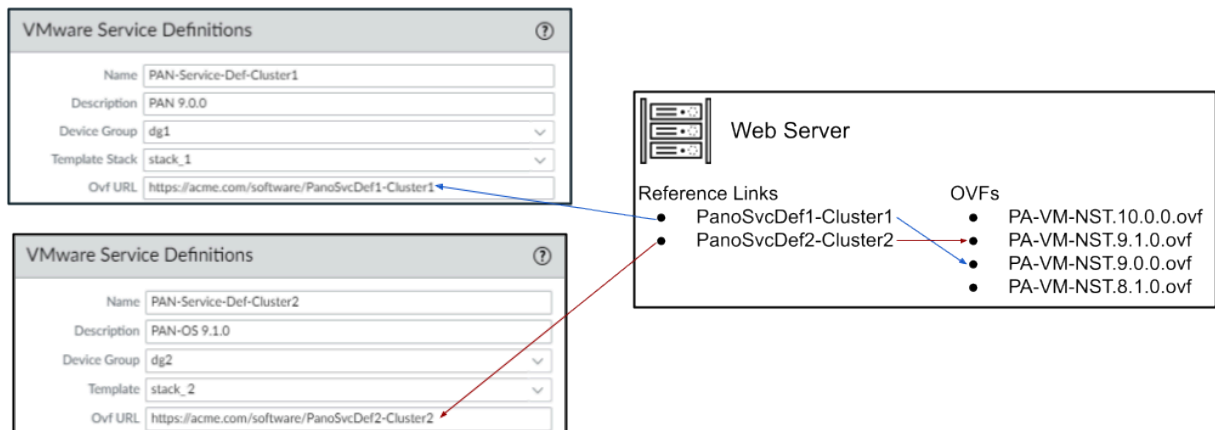 VMware Service Definitions
Name PAN-Service-Def-Cluster1
Description PAN 9.0.0
Device Group dg1
Template Stack stack_1
Ovf URL https://acme.com/software/PanoSvcDef1-Cluster1
VMware Service Definitions
Name PAN-Service-Def-Cluster2
Description PAN-OS 9.1.0
Device Group dg2
Template stack_2
Ovf URL https://acme.com/software/PanoSvcDef2-Cluster2
Web Server
Reference Links
PanoSvcDef1-Cluster1
PanoSvcDef2-Cluster2
OVFs
PA-VM-NST.10.0.0.ovf
PA-VM-NST.9.1.0.ovf
PA-VM-NST.9.0.0.ovf
PA-VM-NST.8.1.0.ovf